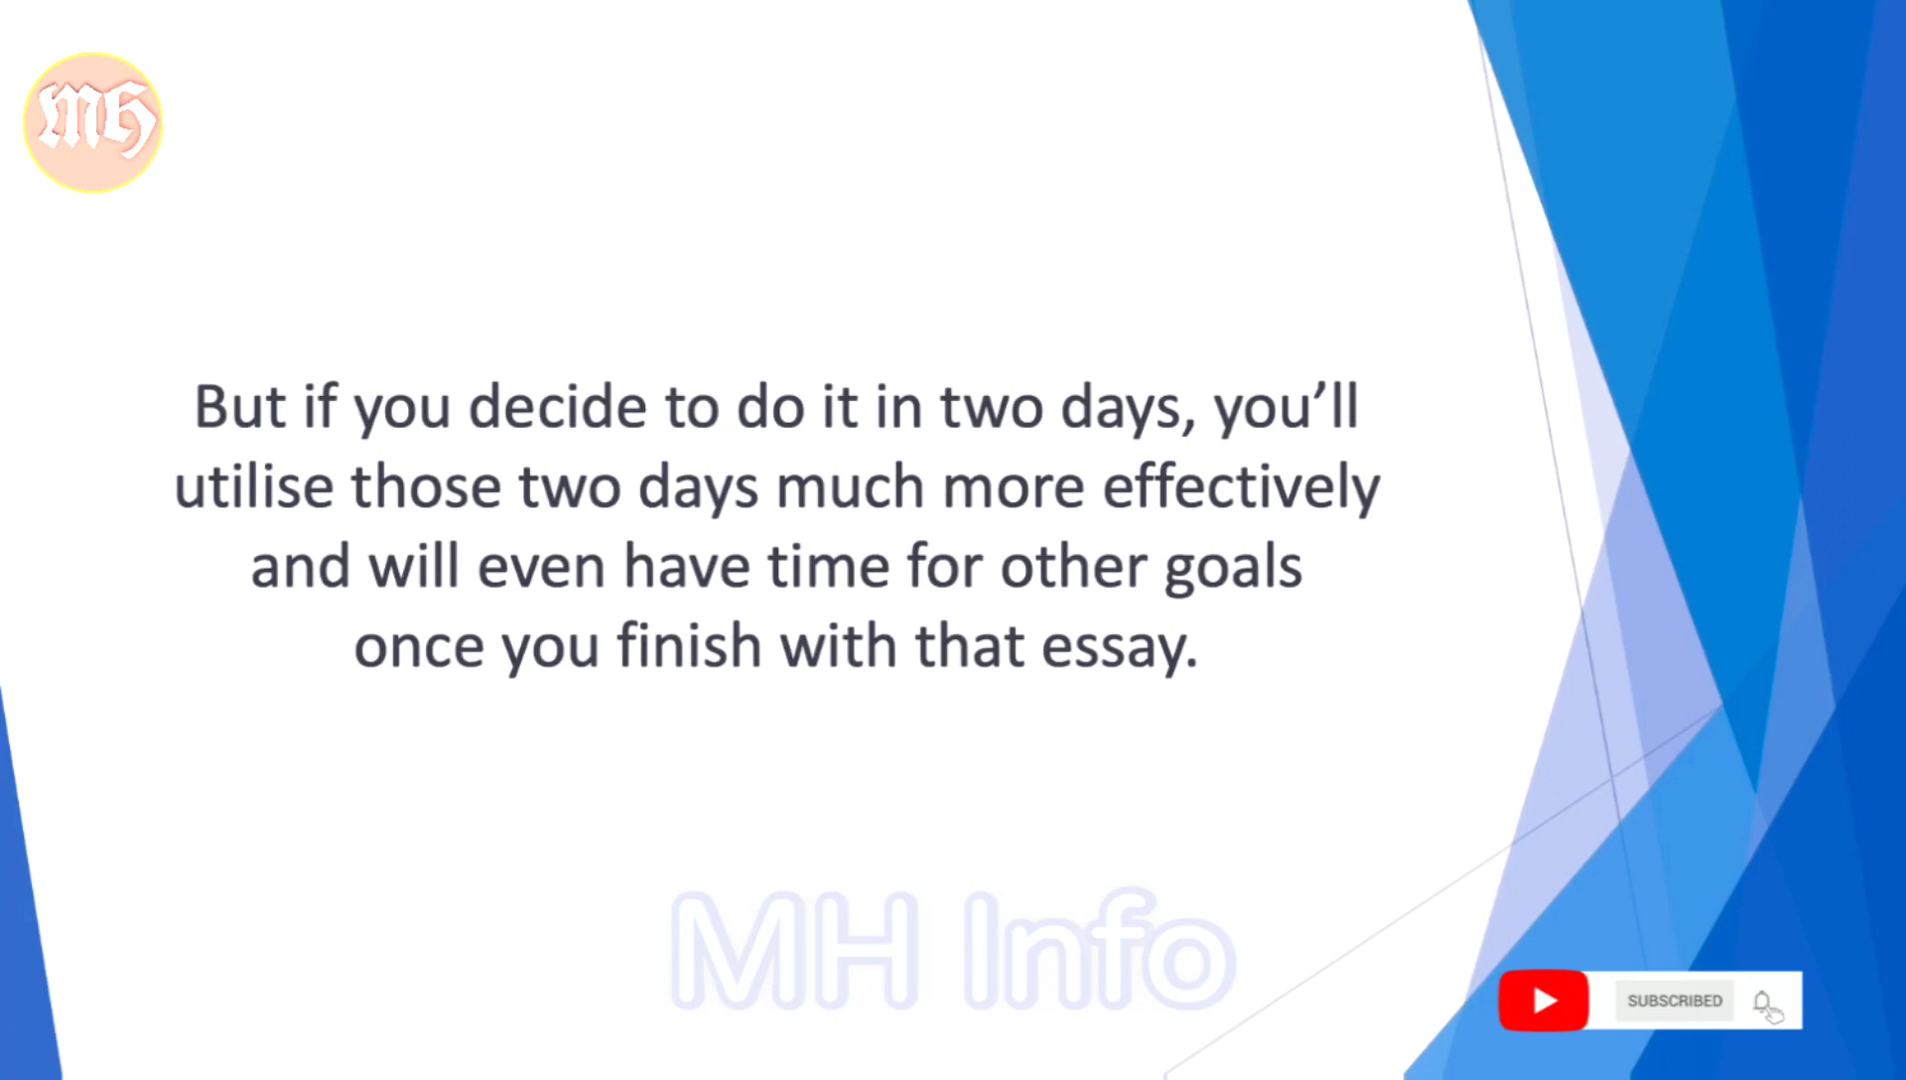 MH
But if you decide to do it in two days, you’ll
utilise those two days much more effectively
and will even have time for other goals
once you finish with that essay.
MH Info
SUBSCRIBED